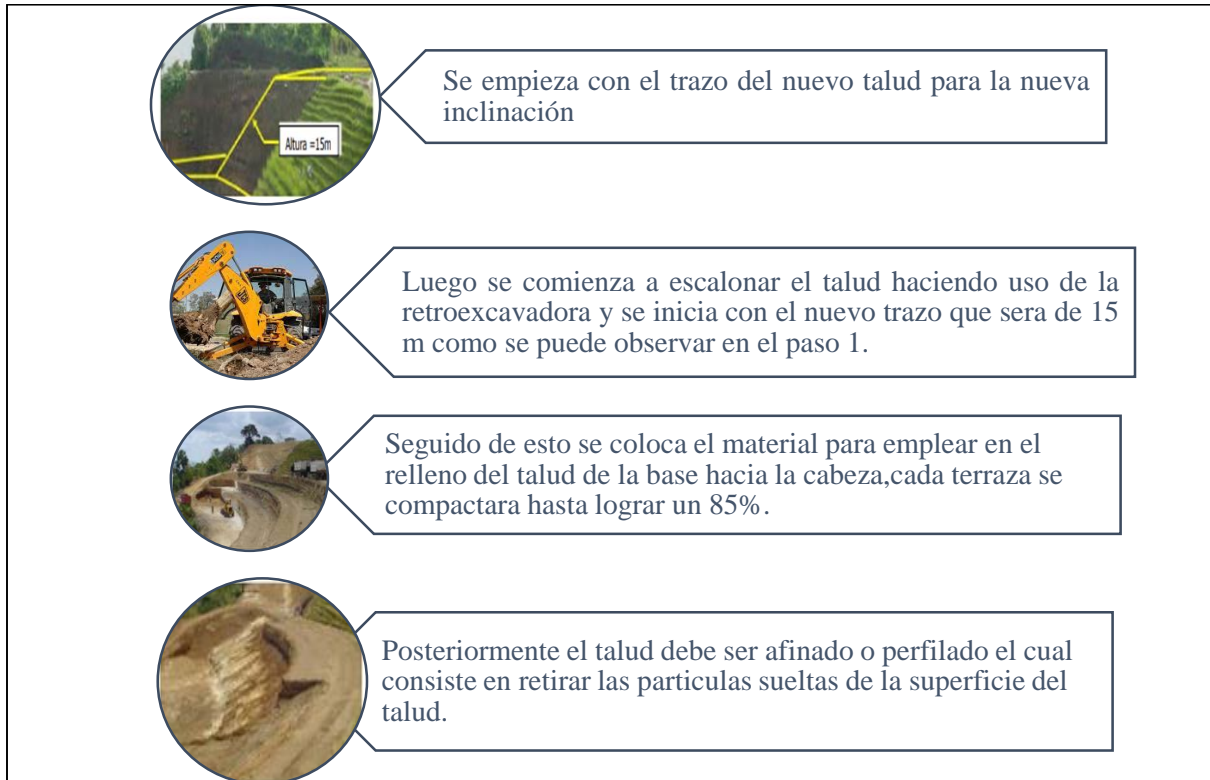 Altura =15m
Se empieza con el trazo del nuevo talud para la nueva
inclinación
Luego se comienza a escalonar el talud haciendo uso de la
retroexcavadora y se inicia con el nuevo trazo que sera de 15
m como se puede observar en el paso 1.
Seguido de esto se coloca el material para emplear en el
relleno del talud de la base hacia la cabeza,cada terraza se
compactara hasta lograr un 85%.
Posteriormente el talud debe ser afinado o perfilado el cual
consiste en retirar las particulas sueltas de la superficie del
talud.